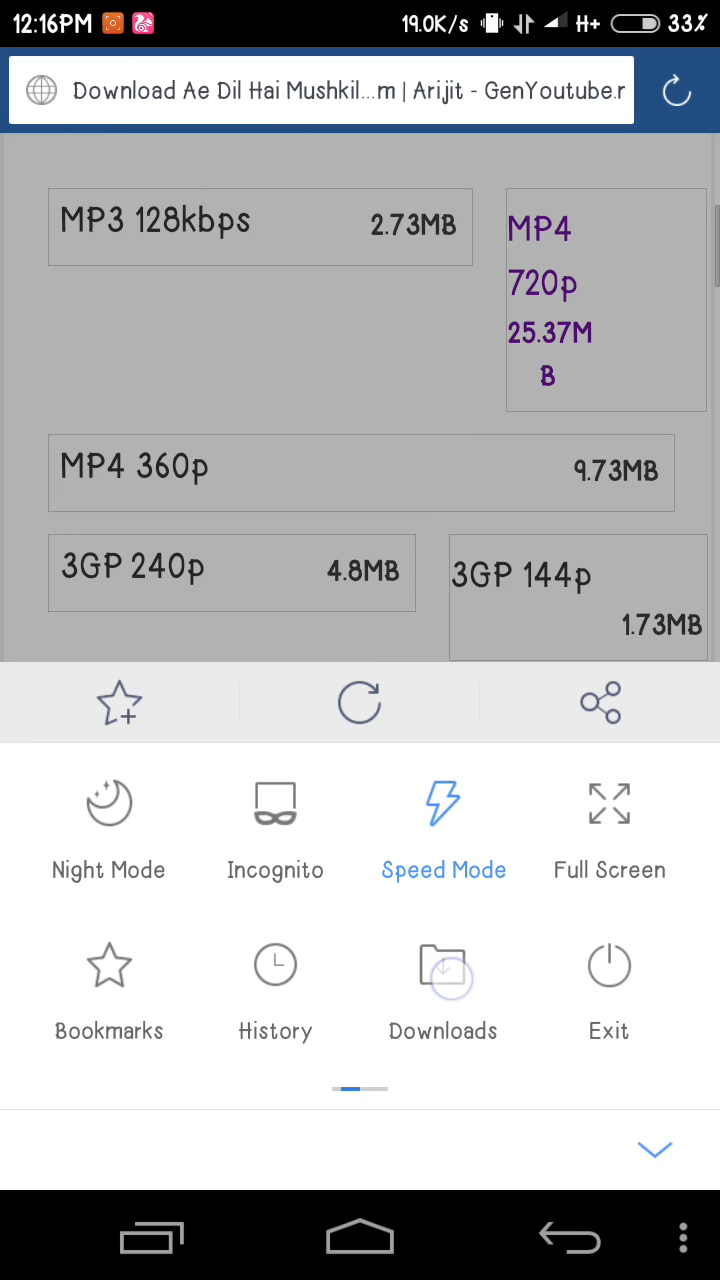 12:16PM 19.0K/s H+ 33%
Download Ae Dil Hai Mushkil...m | Arijit - GenYoutube.r
MP3 128kbps 2.73MB
MP4
720p
25.37M
B
MP4 360p 9.73MB
3GP 240p 4.8MB
3GP 144p
1.73MB
Night Mode Incognito Speed Mode Full Screen
Bookmarks History Downloads Exit